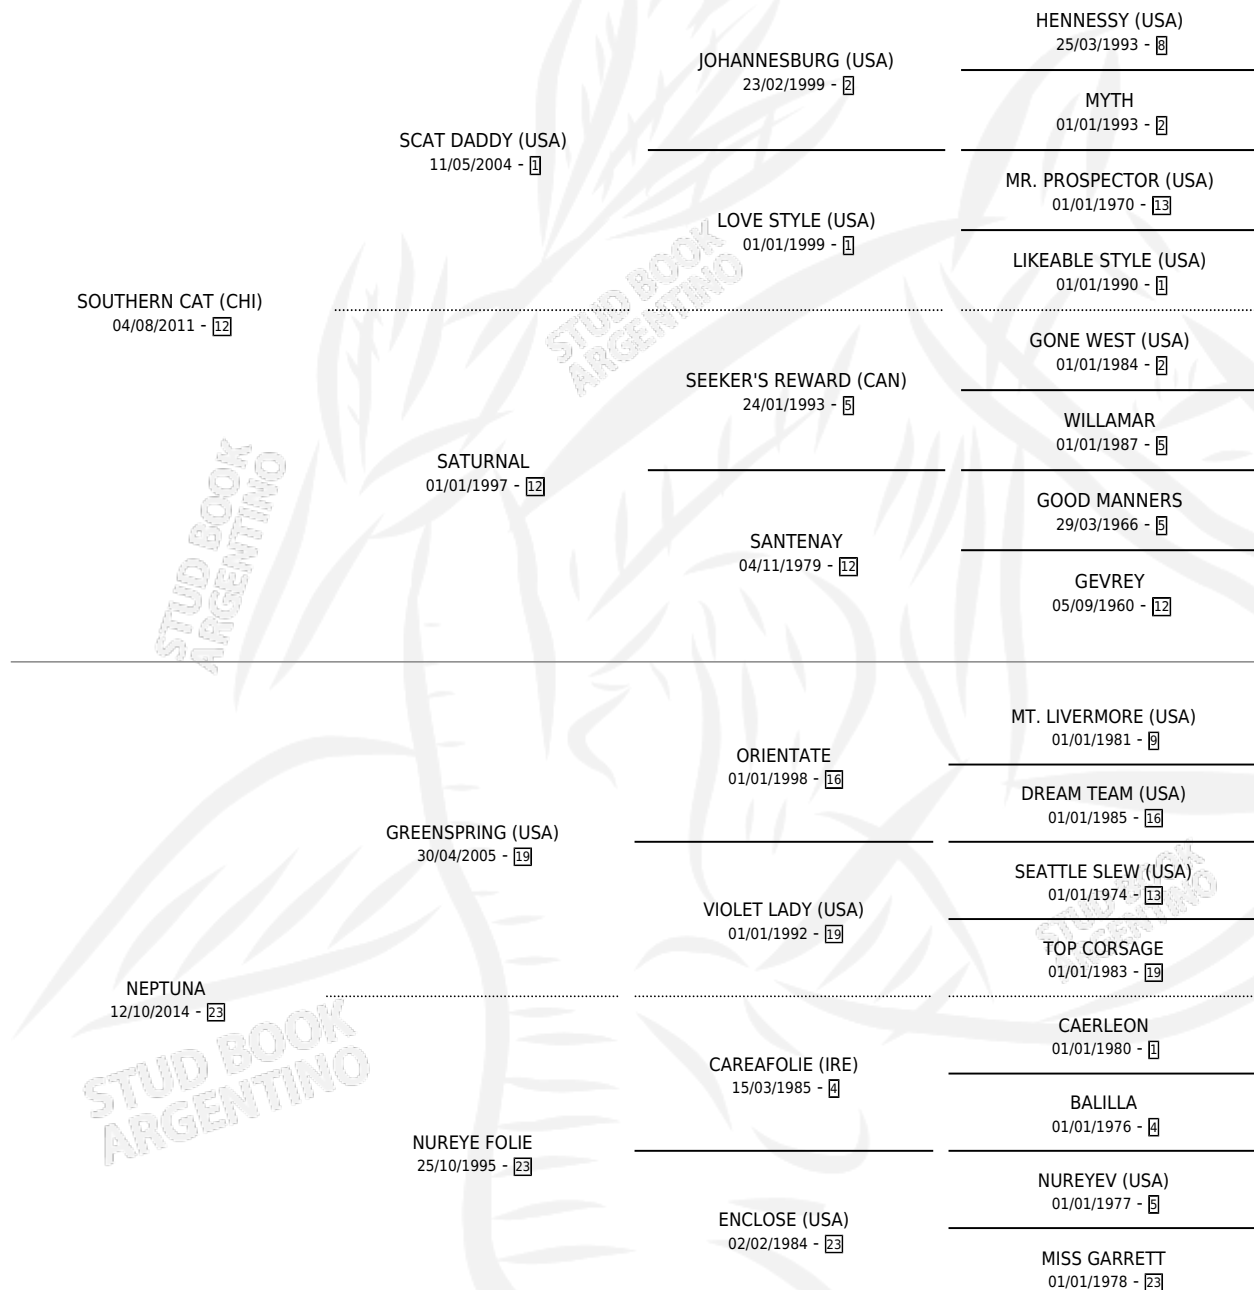 HENNESSY (USA)
25/03/1993 - 8
JOHANNESBURG (USA)
23/02/1999 - 2
MYTH
01/01/1993 - 2
SCAT DADDY (USA)
11/05/2004 - 1
MR. PROSPECTOR (USA)
01/01/1970 - 13
LOVE STYLE (USA)
01/01/1999 - 1
LIKEABLE STYLE (USA)
01/01/1990 - 1
SOUTHERN CAT (CHI)
04/08/2011 - 12
GONE WEST (USA)
01/01/1984 - 2
SEEKER'S REWARD (CAN)
24/01/1993 - 5
WILLAMAR
01/01/1987 - 5
SATURNAL
01/01/1997 - 12
GOOD MANNERS
29/03/1966 - 5
SANTENAY
04/11/1979 - 12
GEVREY
05/09/1960 - 12
MT. LIVERMORE (USA)
01/01/1981 - 9
ORIENTATE
01/01/1998 - 16
DREAM TEAM (USA)
01/01/1985 - 16
GREENSPRING (USA)
30/04/2005 - 19
SEATTLE SLEW (USA)
01/01/1974 - 13
VIOLET LADY (USA)
01/01/1992 - 19
TOP CORSAGE
01/01/1983 - 19
NEPTUNA
12/10/2014 - 23
CAERLEON
01/01/1980 - 1
CAREAFOLIE (IRE)
15/03/1985 - 4
BALILLA
01/01/1976 - 4
NUREYE FOLIE
25/10/1995 - 23
NUREYEV (USA)
01/01/1977 - 5
ENCLOSE (USA)
02/02/1984 - 23
MISS GARRETT
01/01/1978 - 23
STUD BOOK
ARGENTINO
STUD BOOK
ARGENTINO
STUD BOOK
ARGENTINO
STUD BOOK
ARGENTINO